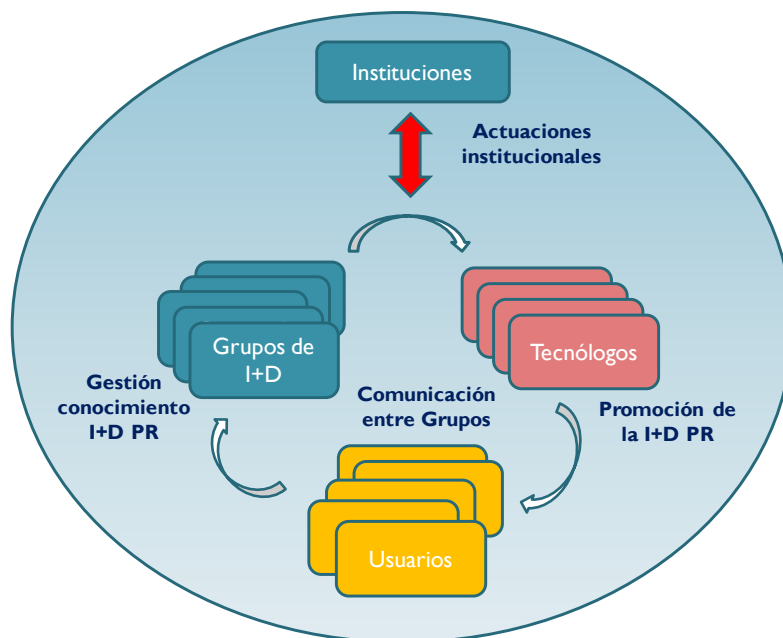 Instituciones
Actuaciones
institucionales
Grupos de
I+D
Tecnólogos
Gestión
conocimiento
I+D PR
Comunicación
entre Grupos
Promoción de
la I+D PR
Usuarios